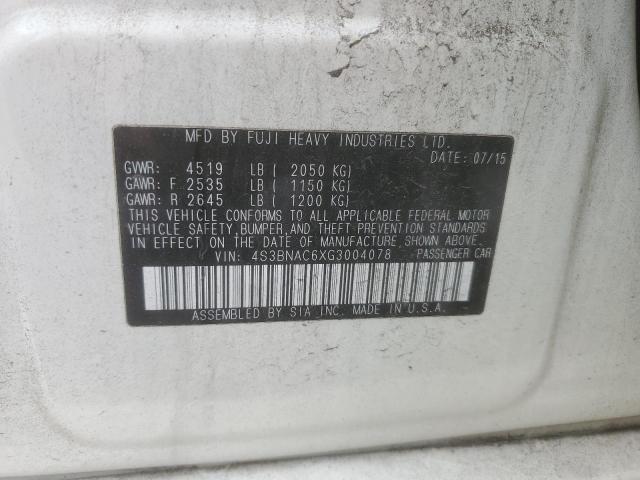 MFD BY FUJI HEAVY INDUSTRIES LTD.
DATE: 07/15
GVWR: 4519 LB ( 2050 KG)
GAWR: F 2535 LB ( 1150 KG)
GAWR: R 2645 LB ( 1200 KG)
THIS VEHICLE CONFORMS TO ALL APPLICABLE FEDERAL MOTOR
VEHICLE SAFETY, BUMPER, AND THEFT PREVENTION STANDARDS
IN EFFECT ON THE DATE OF MANUFACTURE SHOWN ABOVE.
VIN: 4S3BNAC6XG3004078 PASSENGER CAR
ASSEMBLED BY SIA INC. MADE IN U.S.A.